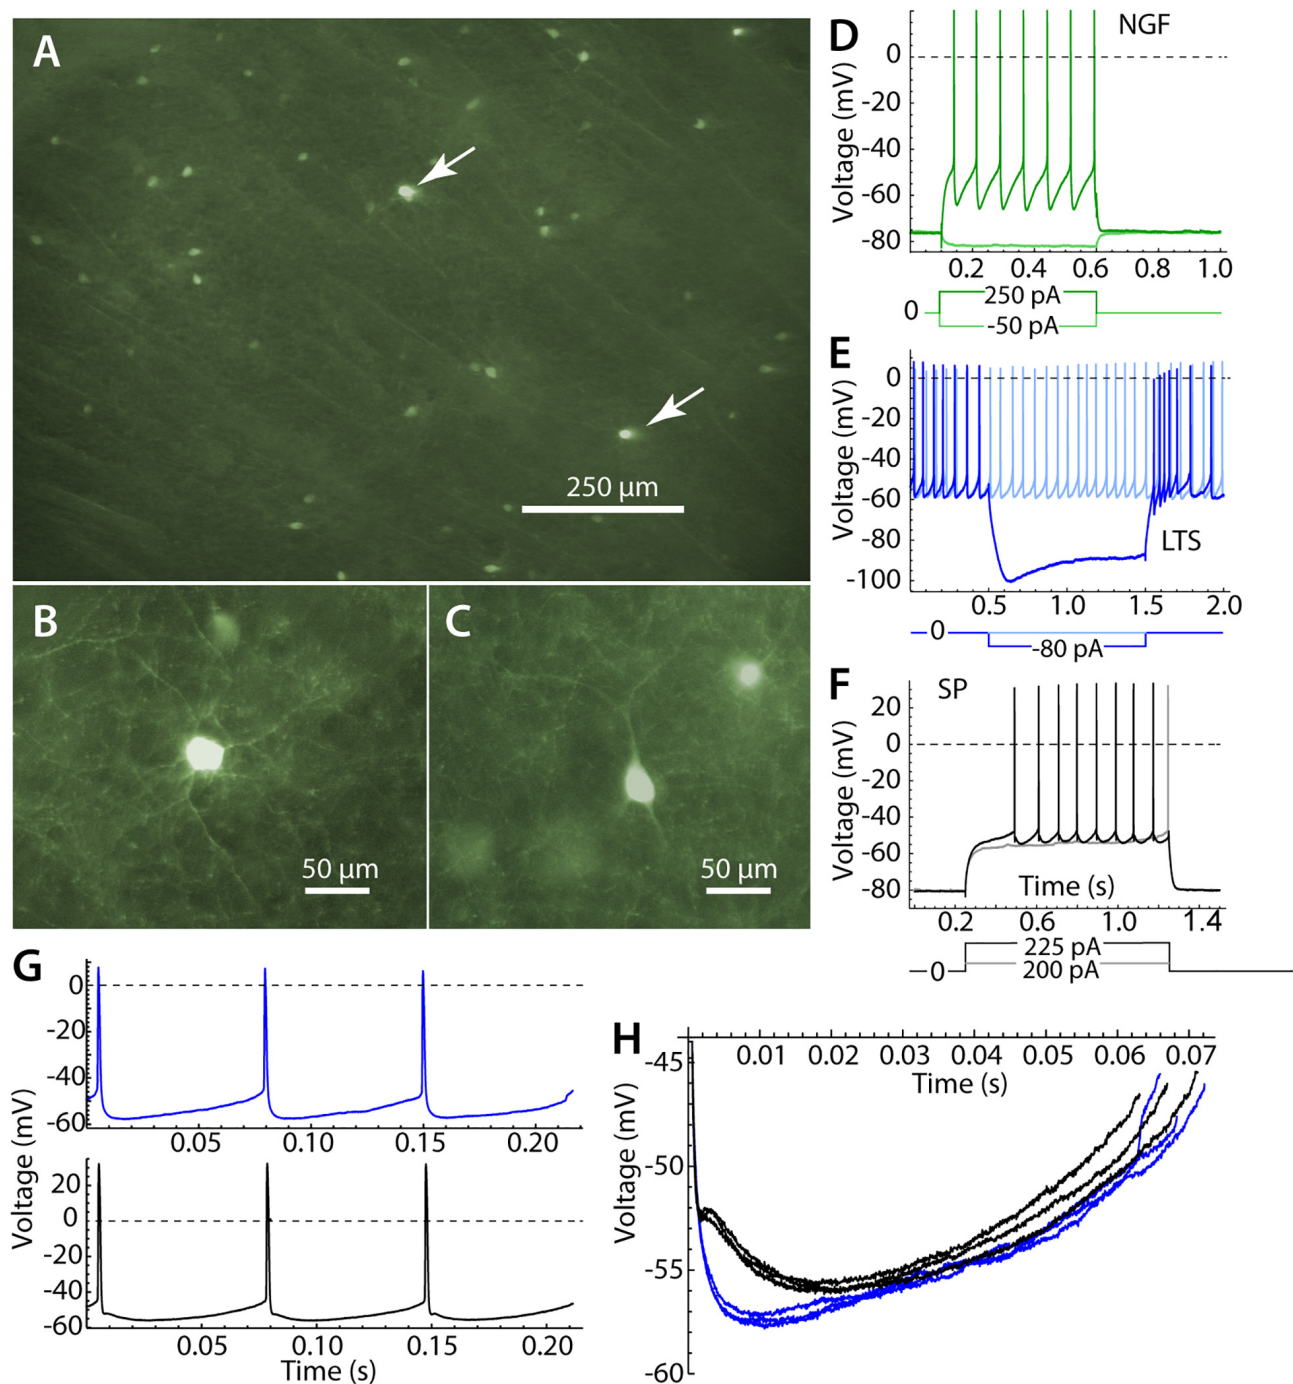 A
250 µm
B
50 µm
C
50 µm
D
NGF
Voltage (mV)
0
-20
-40
-60
-80
0.2 0.4 0.6 0.8 1.0
250 pA
0
-50 pA
E
Voltage (mV)
0
-20
-40
-60
-80
-100
LTS
0.5 1.0 1.5 2.0
0
-80 pA
F
SP
Voltage (mV)
20
0
-20
-40
-60
-80
Time (s)
0.2 0.6 1.0 1.4
225 pA
0
200 pA
G
Voltage (mV)
0
-20
-40
-60
0.05 0.10 0.15 0.20
20
0
-20
-40
-60
0.05 0.10 0.15 0.20
Time (s)
H
Voltage (mV)
-45
-50
-55
-60
0.01 0.02 0.03 0.04 0.05 0.06 0.07
Time (s)